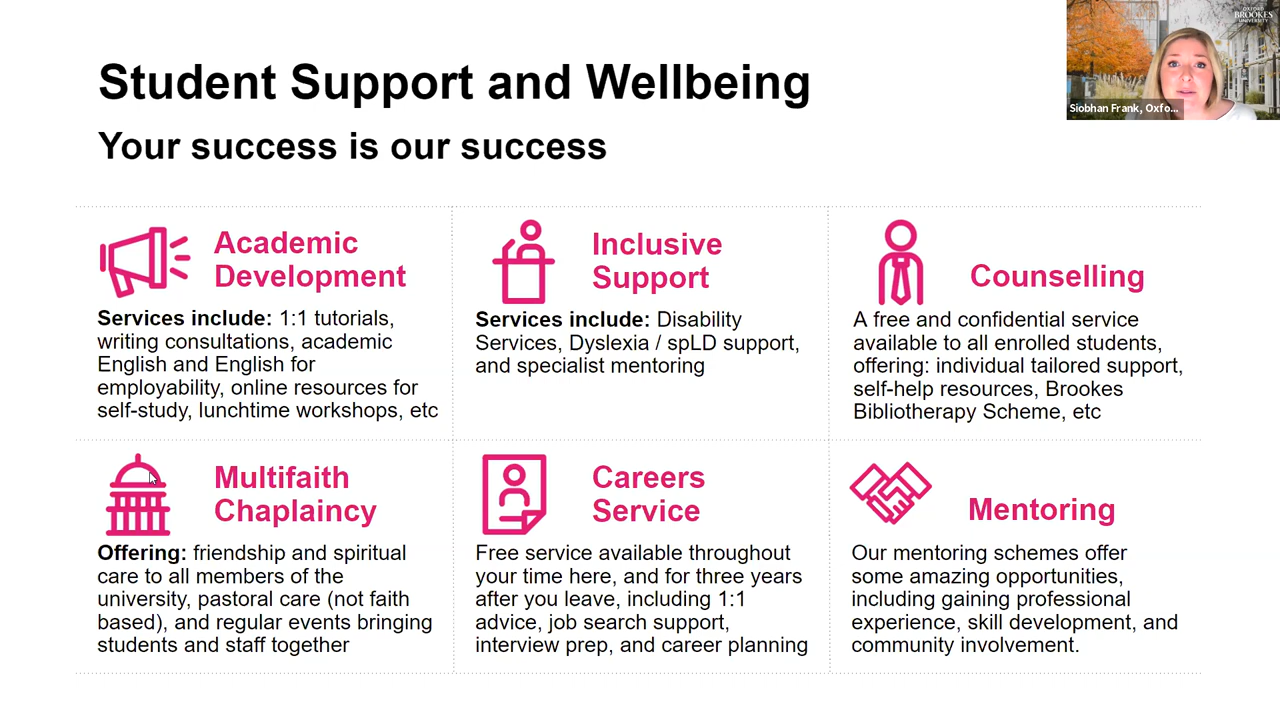 Student Support and Wellbeing
Your success is our success
OXFORD
BROOKES
UNIVERSITY
Siobhan Frank, Oxfo...
Academic
Development
Services include: 1:1 tutorials,
writing consultations, academic
English and English for
employability, online resources for
self-study, lunchtime workshops, etc
Inclusive
Support
Services include: Disability
Services, Dyslexia / spLD support,
and specialist mentoring
Counselling
A free and confidential service
available to all enrolled students,
offering: individual tailored support,
self-help resources, Brookes
Bibliotherapy Scheme, etc
Multifaith
Chaplaincy
Offering: friendship and spiritual
care to all members of the
university, pastoral care (not faith
based), and regular events bringing
students and staff together
Careers
Service
Free service available throughout
your time here, and for three years
after you leave, including 1:1
advice, job search support,
interview prep, and career planning
Mentoring
Our mentoring schemes offer
some amazing opportunities,
including gaining professional
experience, skill development, and
community involvement.